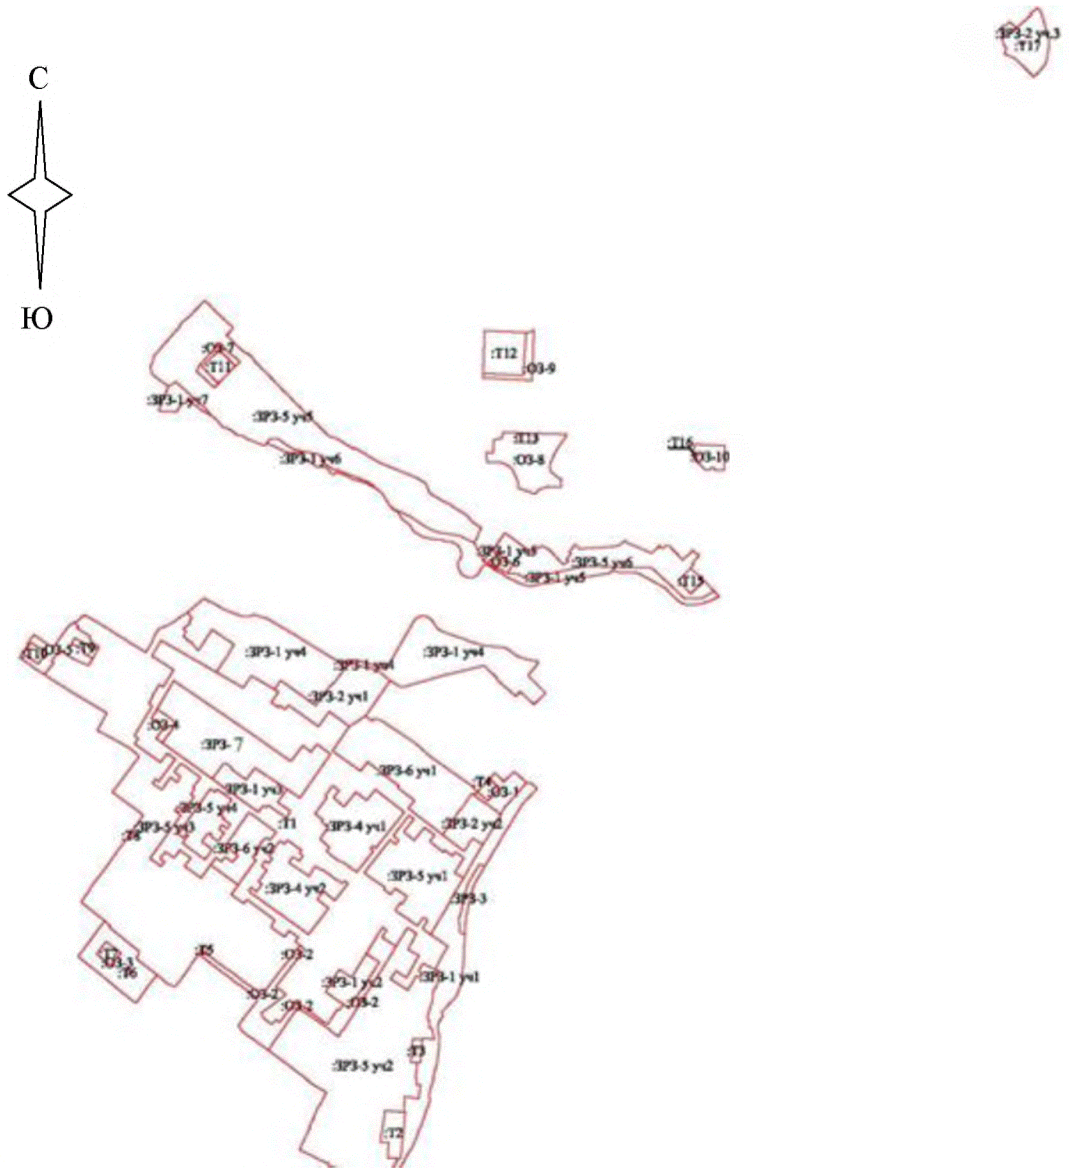 :ЗРЗ-2 уч.3
:Т17
С
Ю
:ОЗ-7
:Т11
:ЗРЗ-1 уч7
:ЗРЗ-5 уч5
:ЗРЗ-1 уч6
:Т12
:ОЗ-9
:Т13
:ОЗ-8
:Т16
:ОЗ-10
:ЗРЗ-1 уч5
:ОЗ-6
:ЗРЗ-5 уч6
:ЗРЗ-1 уч5
:Т15
:Т10
:ОЗ-5
:Т9
:ЗРЗ-1 уч4
:ЗРЗ-1 уч4
:ЗРЗ-1 уч4
:ЗРЗ-2 уч1
:ОЗ-4
:ЗРЗ- 7
:ЗРЗ-6 уч1
:Т4
:ОЗ-1
:ЗРЗ-1 уч3
:ЗРЗ-5 уч4
:ЗРЗ-5 уч3
:Т8
:Т1
:ЗРЗ-4 уч1
:ЗРЗ-2 уч2
:ЗРЗ-6 уч2
:ЗРЗ-5 уч1
:ЗРЗ-4 уч2
:ЗРЗ-3
:Т7
:ОЗ-3
:Т6
:Т5
:ОЗ-2
:ОЗ-2
:ОЗ-2
:ЗРЗ-1 уч2
:ОЗ-2
:ЗРЗ-1 уч1
:Т3
:ЗРЗ-5 уч2
:Т2